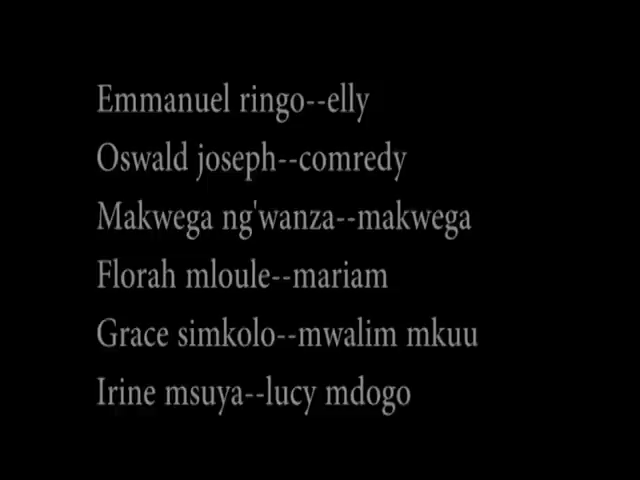 Emmanuel ringo--elly
Oswald joseph--comredy
Makwega ng'wanza--makwega
Florah mloule--mariam
Grace simkolo--mwalim mkuu
Irine msuya--lucy mdogo